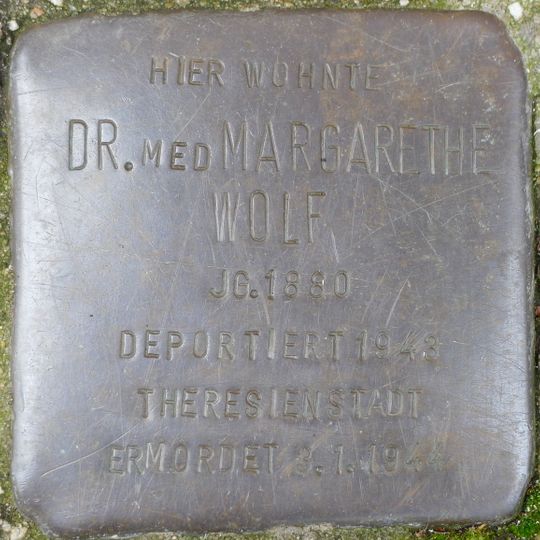 HIER WOHNTE
DR. MED MARGARETHE
WOLF
JG. 1880
DEPORTIERT 1943
THERESIENSTADT
ERMORDET 3.1.1944